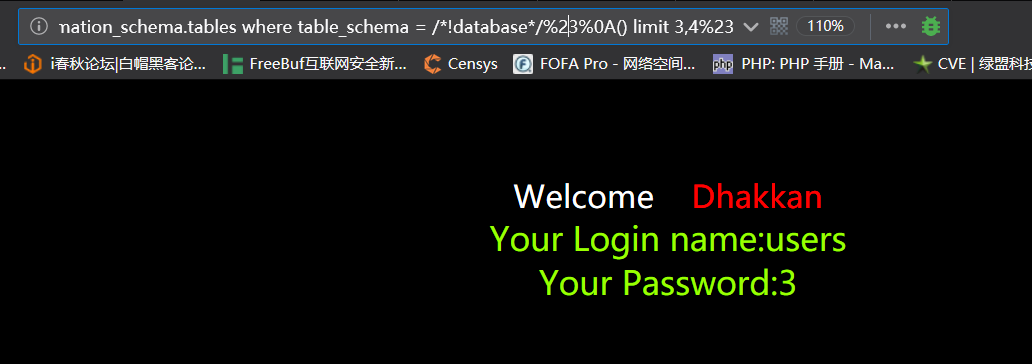 nation_schema.tables where table_schema = /*!database*/%23%0A() limit 3,4%23 110%
i春秋论坛|白帽黑客论... FreeBuf互联网安全新... Censys FOFA Pro - 网络空间... php PHP: PHP 手册 - Ma... CVE | 绿盟科技
Welcome Dhakkan
Your Login name:users
Your Password:3